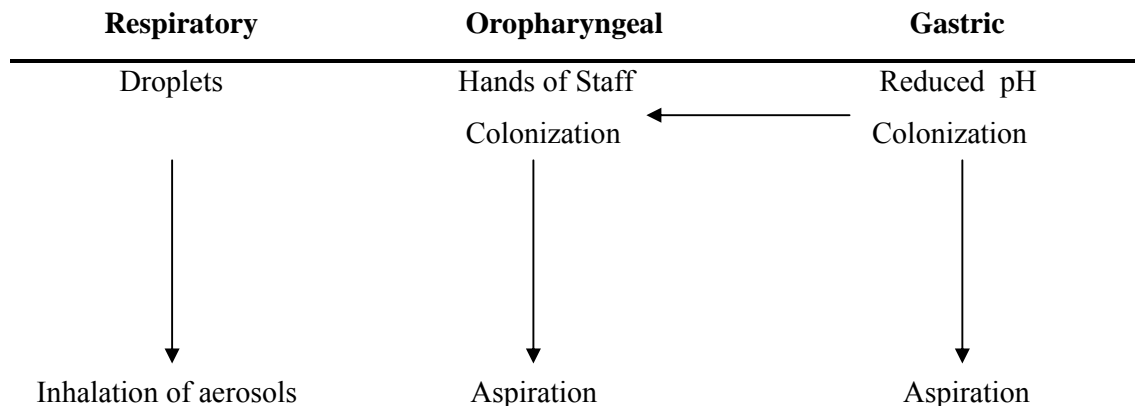 Respiratory Oropharyngeal Gastric
Droplets Hands of Staff Reduced pH
Colonization Colonization
Inhalation of aerosols Aspiration Aspiration